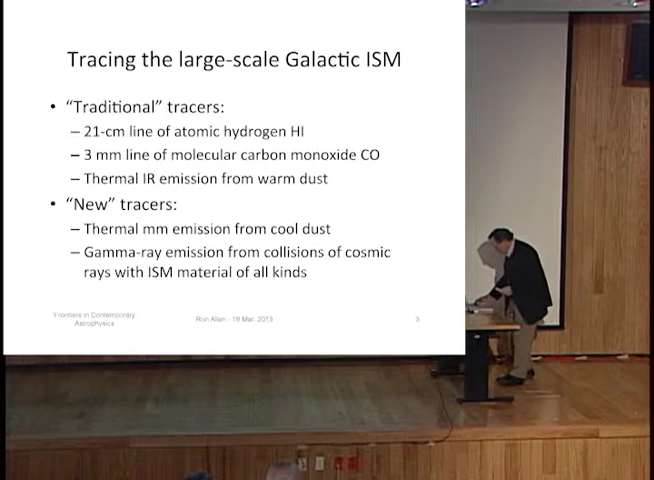 Tracing the large-scale Galactic ISM
• “Traditional” tracers:
– 21-cm line of atomic hydrogen HI
– 3 mm line of molecular carbon monoxide CO
– Thermal IR emission from warm dust
• “New” tracers:
– Thermal mm emission from cool dust
– Gamma-ray emission from collisions of cosmic
rays with ISM material of all kinds
Frontiers in Contemporary
Astrophysics
Ron Allen - 18 Mar. 2013
3